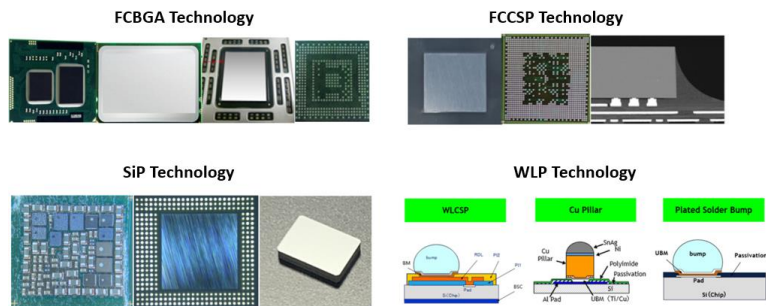 FCBGA Technology
FCCSP Technology
SiP Technology
WLP Technology
WLCSP
Cu Pillar
Plated Solder Bump
bump
RDL
PI2
PI1
Pad
Si(Chip)
BSC
SnAg
Ni
Cu
Pillar
Polyimide
Passivation
Si
Al Pad
UBM (Ti/Cu)
UBM
bump
Passivation
Pad
Si(Chip)